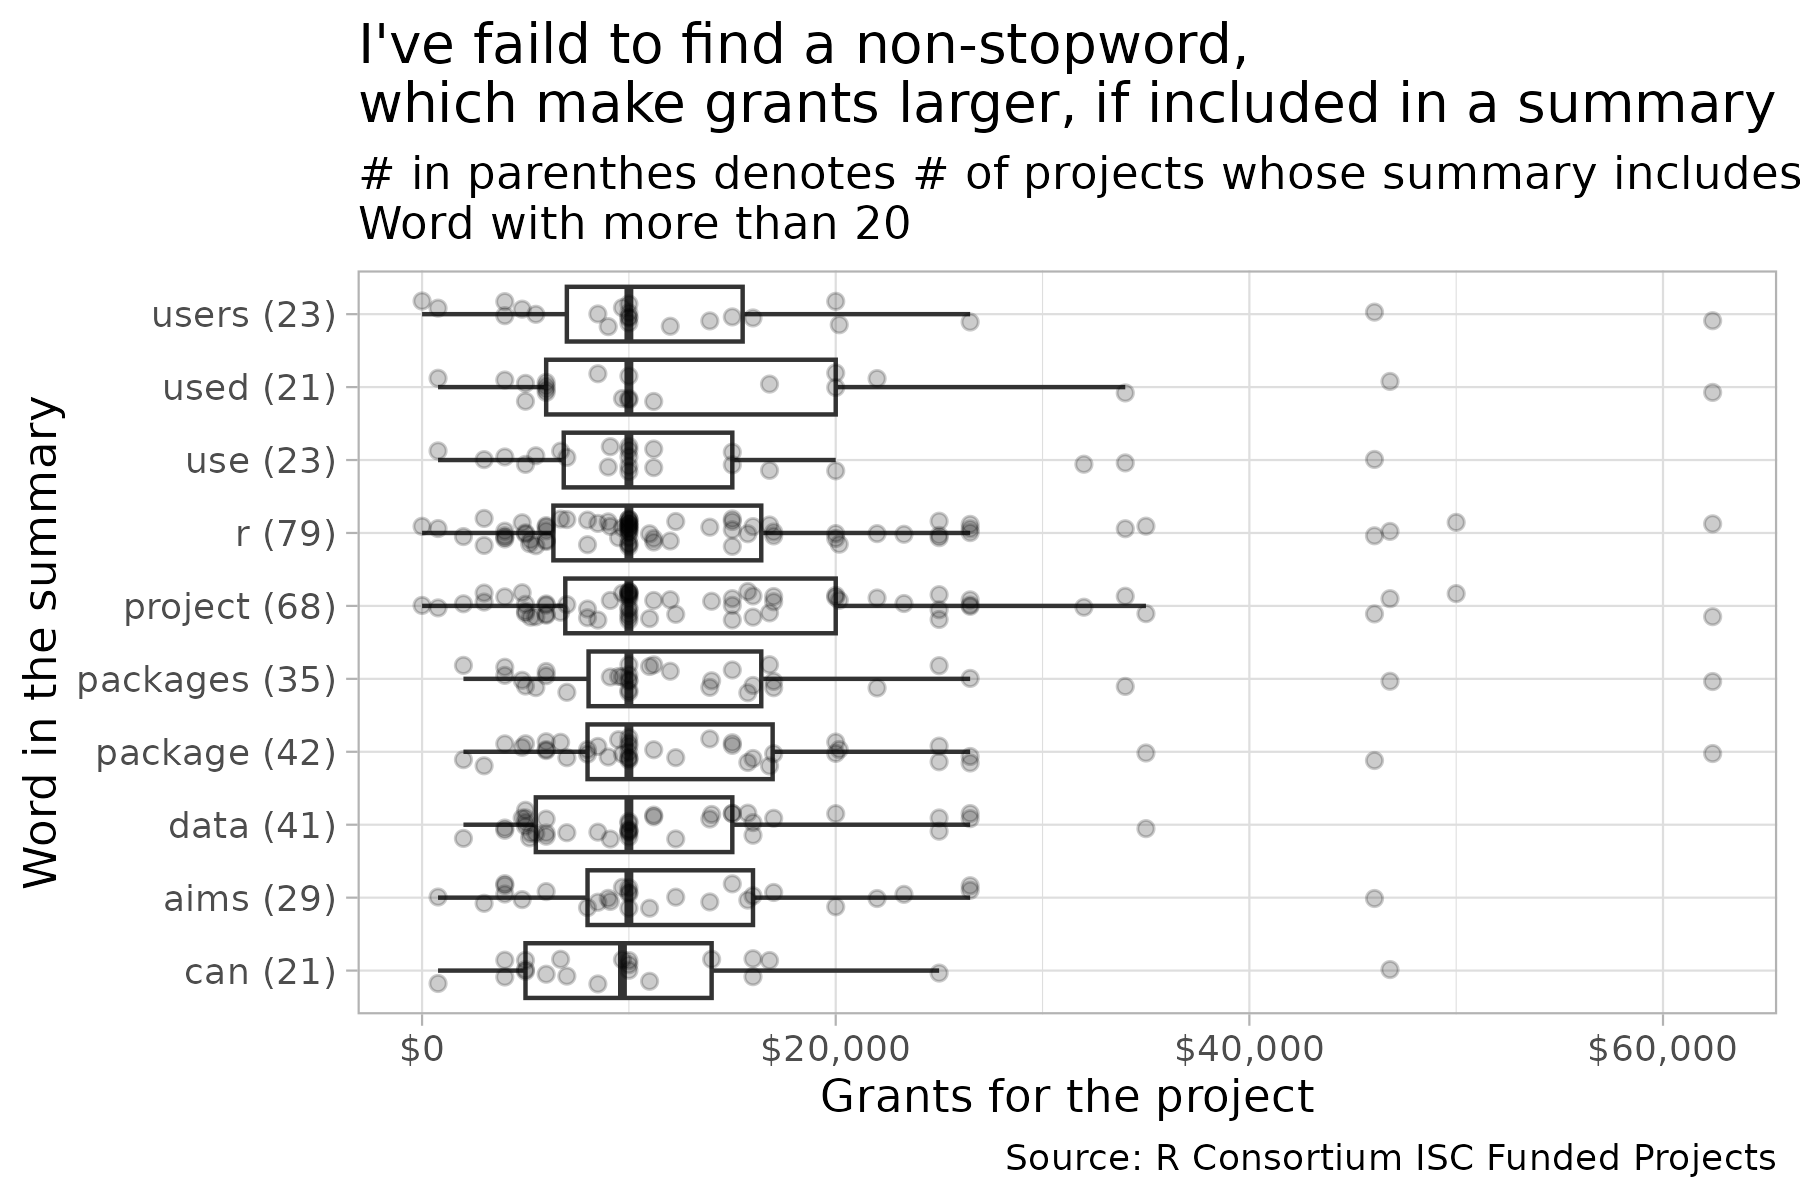 I've faild to find a non-stopword,
which make grants larger, if included in a summary
# in parenthes denotes # of projects whose summary includes
Word with more than 20
Word in the summary
users (23)
used (21)
use (23)
r (79)
project (68)
packages (35)
package (42)
data (41)
aims (29)
can (21)
$0 $20,000 $40,000 $60,000
Grants for the project
Source: R Consortium ISC Funded Projects